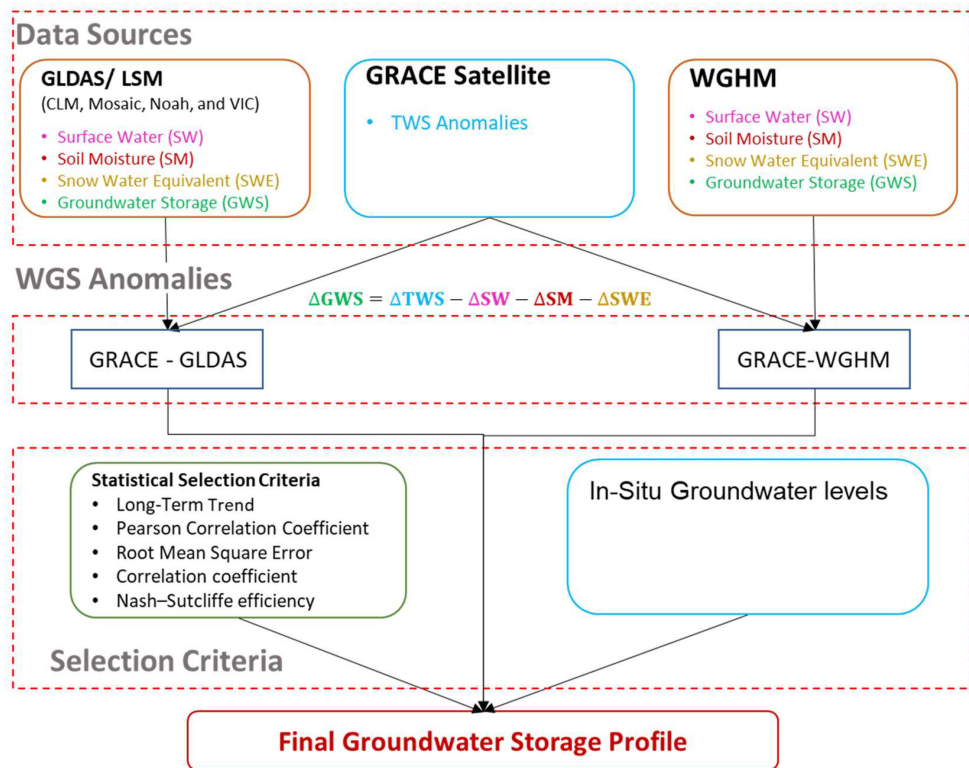 Data Sources
GLDAS/ LSM
(CLM, Mosaic, Noah, and VIC)
• Surface Water (SW)
• Soil Moisture (SM)
• Snow Water Equivalent (SWE)
• Groundwater Storage (GWS)
GRACE Satellite
• TWS Anomalies
WGHM
• Surface Water (SW)
• Soil Moisture (SM)
• Snow Water Equivalent (SWE)
• Groundwater Storage (GWS)
WGS Anomalies
ΔGWS = ΔTWS − ΔSW − ΔSM − ΔSWE
GRACE - GLDAS
GRACE-WGHM
Statistical Selection Criteria
• Long-Term Trend
• Pearson Correlation Coefficient
• Root Mean Square Error
• Correlation coefficient
• Nash–Sutcliffe efficiency
In-Situ Groundwater levels
Selection Criteria
Final Groundwater Storage Profile